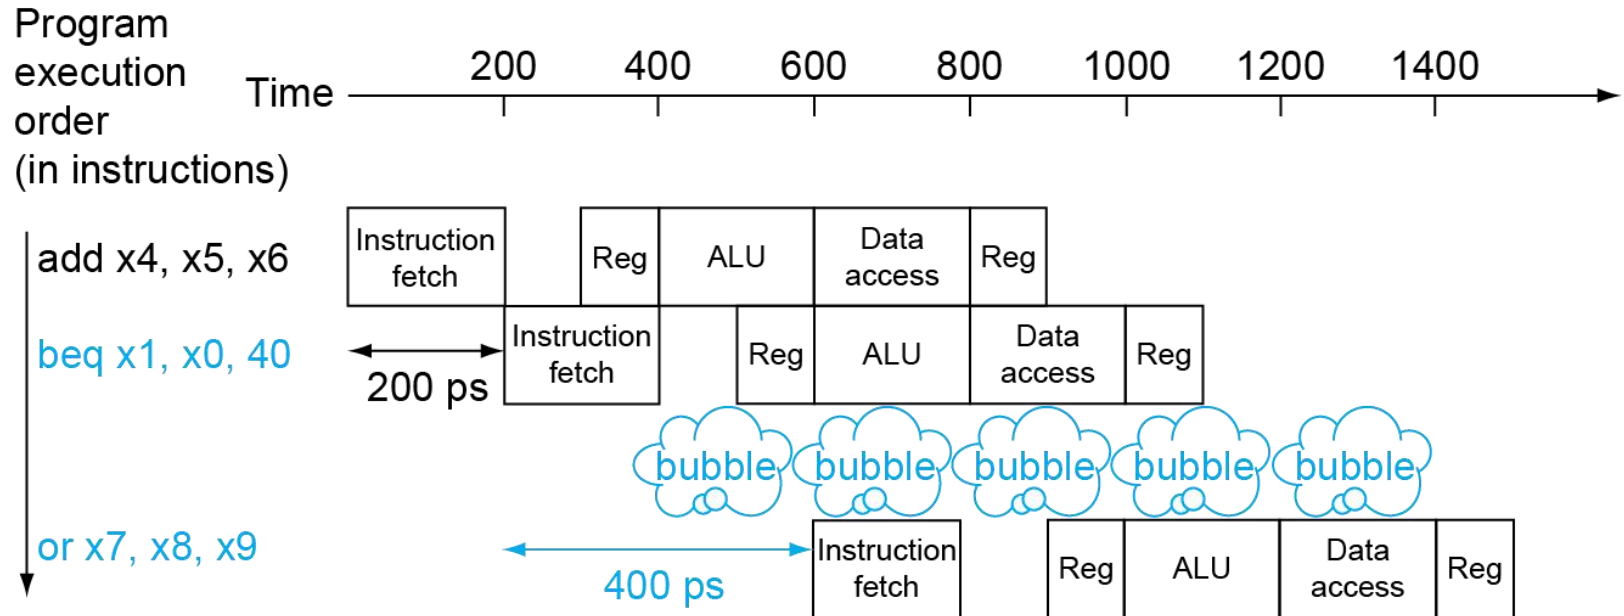 Program
execution
order
(in instructions)
Time
200 400 600 800 1000 1200 1400
add x4, x5, x6
Instruction
fetch
Reg
ALU
Data
access
Reg
beq x1, x0, 40
200 ps
Instruction
fetch
Reg
ALU
Data
access
Reg
bubble bubble bubble bubble bubble
or x7, x8, x9
400 ps
Instruction
fetch
Reg
ALU
Data
access
Reg